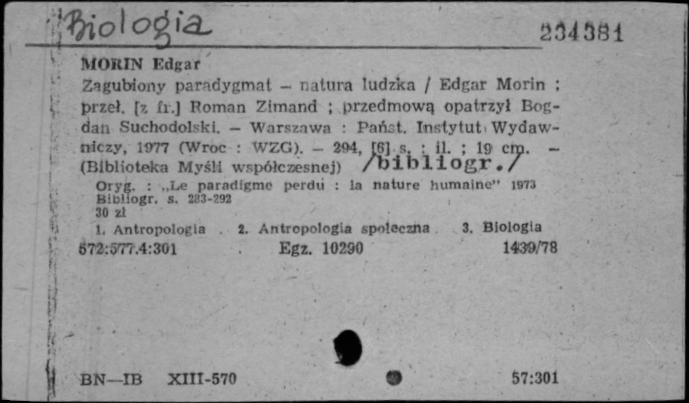 Biologia 234381
MORIN Edgar
Zagubiony paradygmat — natura ludzka / Edgar Morin ;
przeł. [z fr.] Roman Zimand ; przedmową opatrzył Bog-
dan Suchodolski. — Warszawa : Państ. Instytut Wydaw-
niczy, 1977 (Wroc : WZG). — 294, [6] s. : il. ; 19 cm. —
(Biblioteka Myśli współczesnej) /bibliogr./
Oryg. : „Le paradigme perdu : la nature humaine" 1973
Bibliogr. s. 283-292
30 zł
1. Antropologia . 2. Antropologia społeczna . 3. Biologia
572:577.4:301 Egz. 10290 1439/78
BN—IB XIII-570 57:301